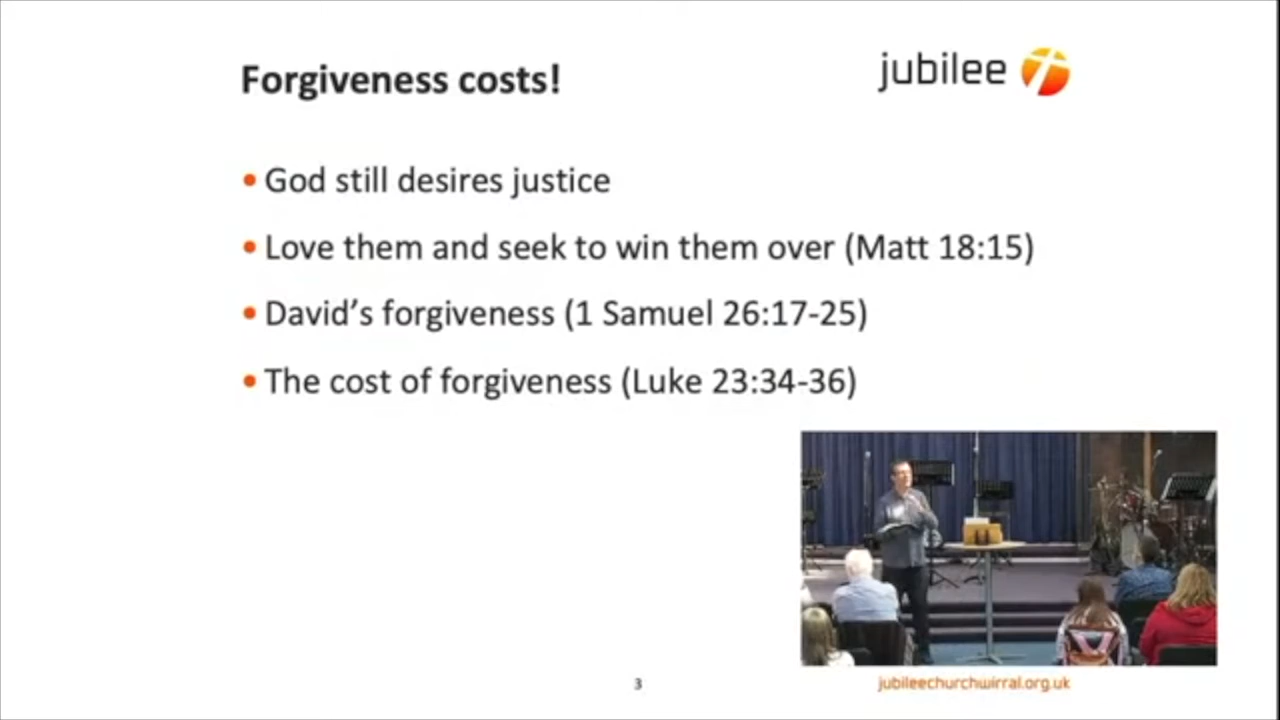 Forgiveness costs!
jubilee
• God still desires justice
• Love them and seek to win them over (Matt 18:15)
• David's forgiveness (1 Samuel 26:17-25)
• The cost of forgiveness (Luke 23:34-36)
3
jubileechurchwirral.org.uk